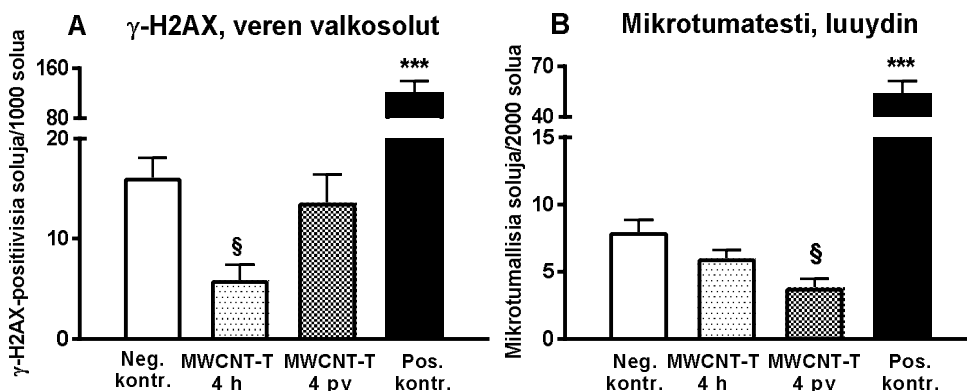 A γ-H2AX, veren valkosolut
γ-H2AX-positiivisia soluja/1000 solua
160
80
20
10
0
***
§
Neg. kontr.
MWCNT-T 4 h
MWCNT-T 4 pv
Pos. kontr.
B Mikrotumatesti, luuydin
Mikrotumallisia soluja/2000 solua
70
40
15
10
5
0
***
§
Neg. kontr.
MWCNT-T 4 h
MWCNT-T 4 pv
Pos. kontr.